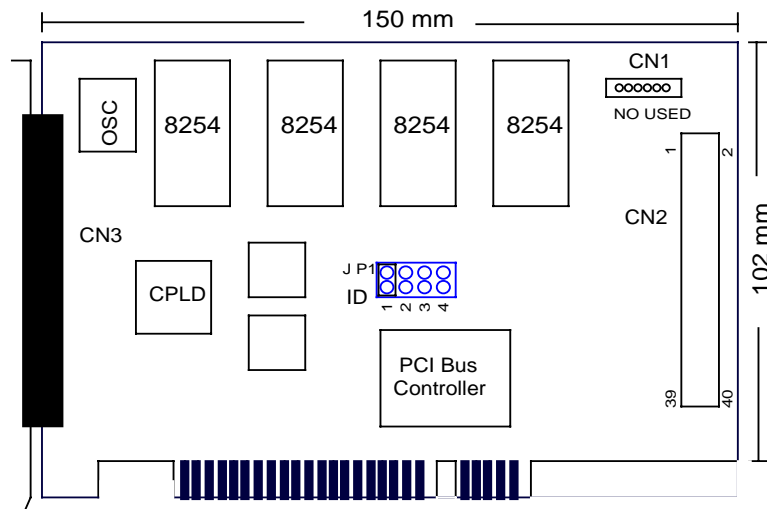 150 mm
CN1
NO USED
OSC
8254
8254
8254
8254
1
2
CN2
CN3
102 mm
J P1
ID
1
2
3
4
CPLD
PCI Bus
Controller
39
40